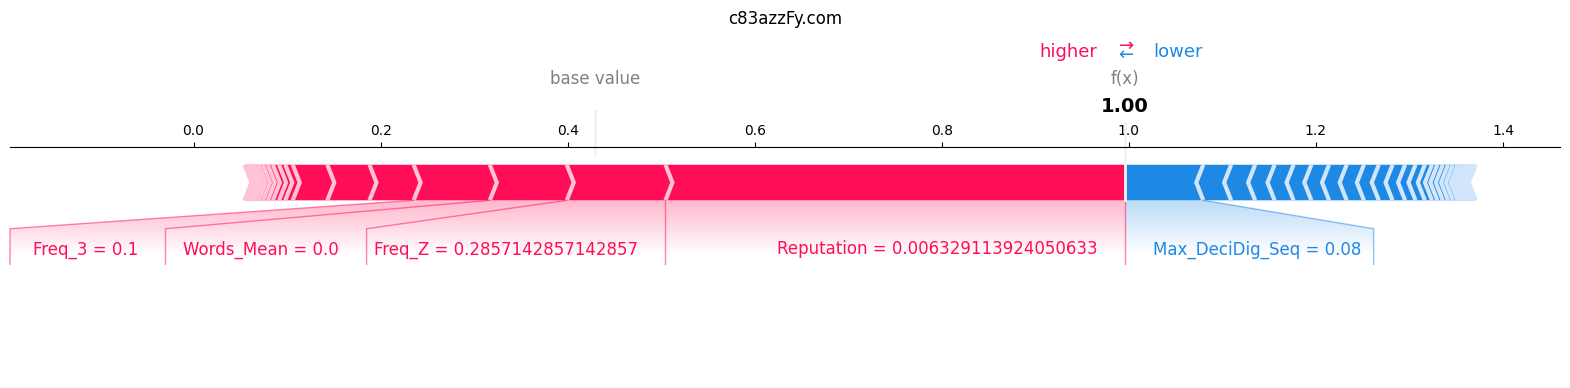 c83azzFy.com
higher → ← lower
base value f(x)
1.00
0.0 0.2 0.4 0.6 0.8 1.0 1.2 1.4
Freq_3 = 0.1 Words_Mean = 0.0 Freq_Z = 0.2857142857142857 Reputation = 0.006329113924050633 Max_DeciDig_Seq = 0.08